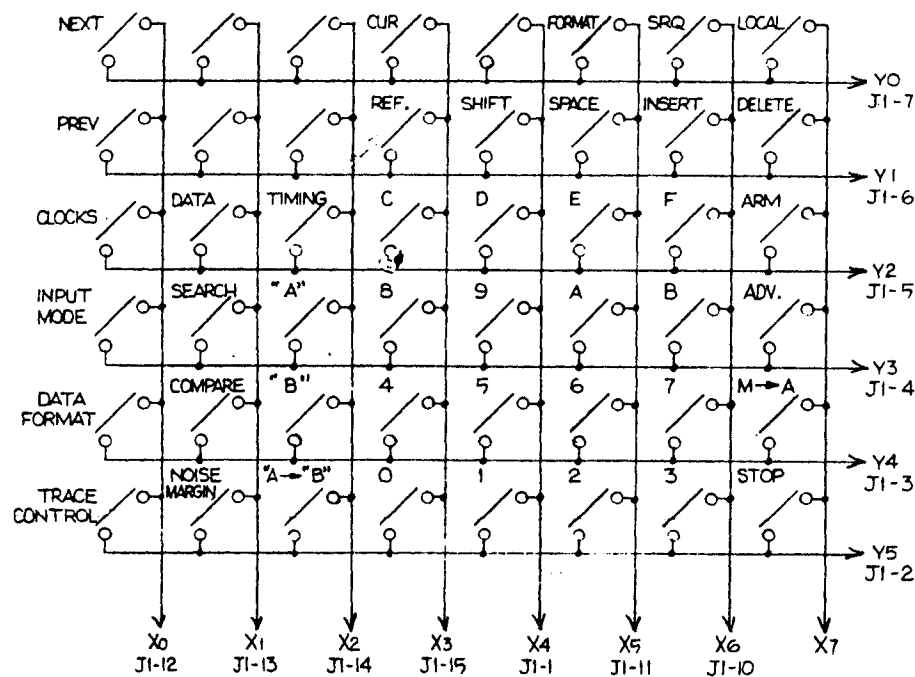 NEXT CUR FORMAT SRQ LOCAL
Y0
J1-7
PREV REF. SHIFT SPACE INSERT DELETE
Y1
J1-6
CLOCKS DATA TIMING C D E F ARM
Y2
J1-5
INPUT
MODE
SEARCH "A" 8 9 A B ADV.
Y3
J1-4
DATA
FORMAT
COMPARE "B" 4 5 6 7 M→A
Y4
J1-3
TRACE
CONTROL
NOISE
MARGIN
"A→"B" 0 1 2 3 STOP
Y5
J1-2
X0 X1 X2 X3 X4 X5 X6 X7
J1-12 J1-13 J1-14 J1-15 J1-1 J1-11 J1-10